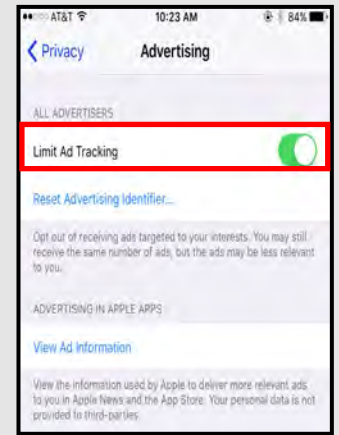 AT&T 10:23 AM 84%
Privacy Advertising
ALL ADVERTISERS
Limit Ad Tracking
Reset Advertising Identifier...
Opt out of receiving ads targeted to your interests. You may still
receive the same number of ads, but the ads may be less relevant
to you.
ADVERTISING IN APPLE APPS
View Ad Information
View the information used by Apple to deliver more relevant ads
to you in Apple News and the App Store. Your personal data is not
provided to third-parties.